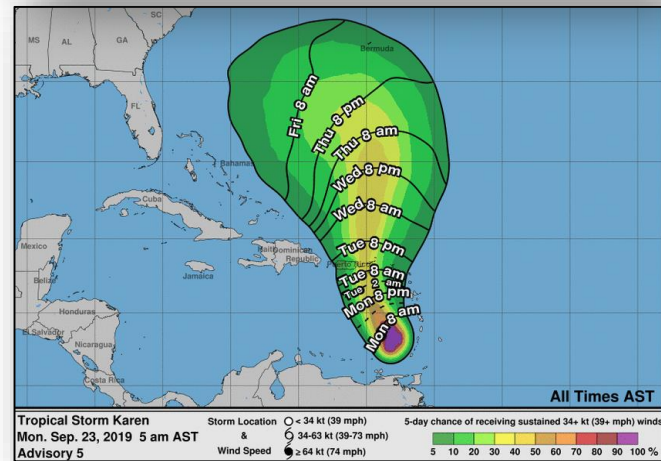 SC
MS
AL
GA
Bermuda
FL
Bahamas
Cuba
Mexico
Haiti
Dominican
Republic
Puerto Rico
Jamaica
Belize
Honduras
El Salvador
Nicaragua
Costa Rica
Fri 8 am
Thu 8 pm
Thu 8 am
Wed 8 pm
Wed 8 am
Tue 8 pm
Tue 8 am
Tue 2 am
Mon 8 pm
Mon 8 am
All Times AST
Tropical Storm Karen
Mon. Sep. 23, 2019 5 am AST
Advisory 5
Storm Location
&
Wind Speed
< 34 kt (39 mph)
34-63 kt (39-73 mph)
≥ 64 kt (74 mph)
5-day chance of receiving sustained 34+ kt (39+ mph) winds
5 10 20 30 40 50 60 70 80 90 100 %